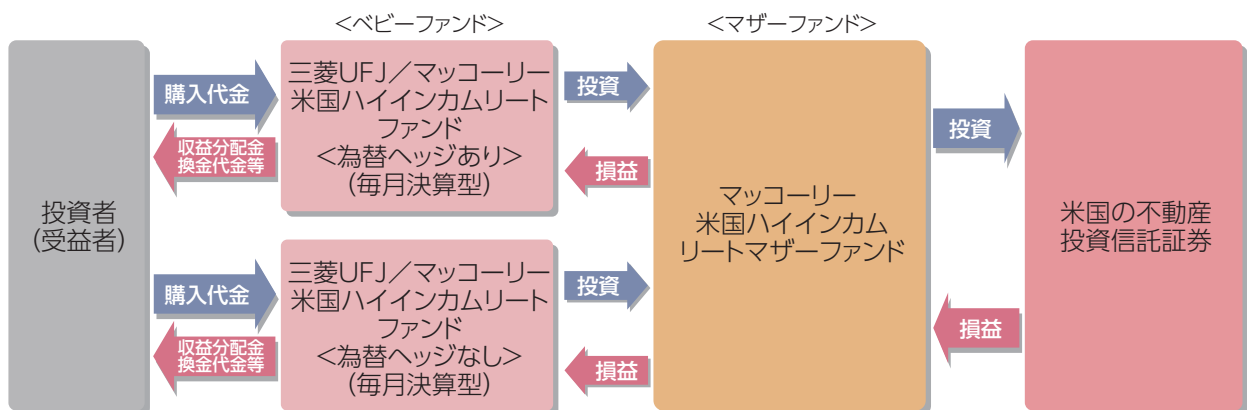 <ベビーファンド>
<マザーファンド>
投資者
(受益者)
購入代金
収益分配金
換金代金等
三菱UFJ／マッコーリー
米国ハイインカムリート
ファンド
<為替ヘッジあり>
(毎月決算型)
投資
損益
購入代金
収益分配金
換金代金等
三菱UFJ／マッコーリー
米国ハイインカムリート
ファンド
<為替ヘッジなし>
(毎月決算型)
投資
損益
マッコーリー
米国ハイインカム
リートマザーファンド
投資
損益
米国の不動産
投資信託証券